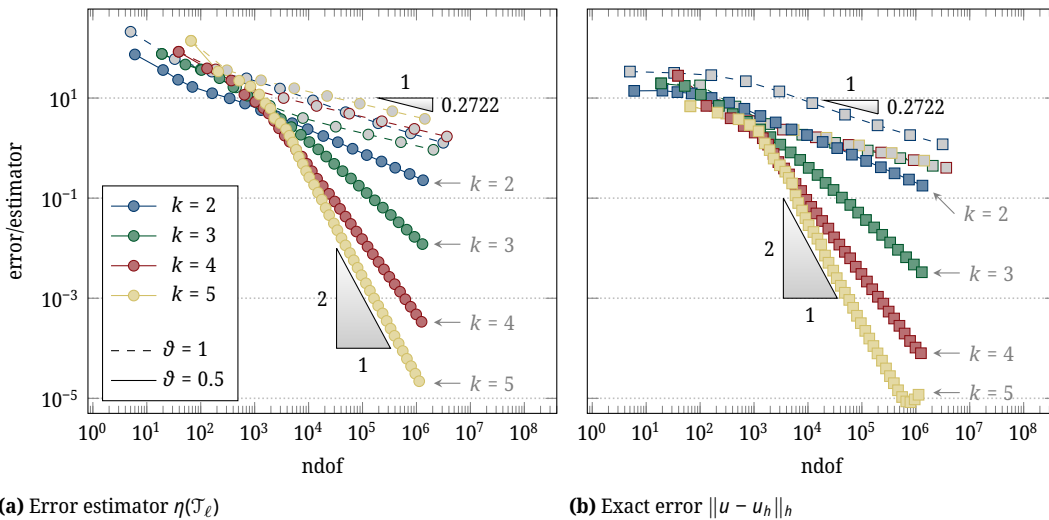 error/estimator
10^1
10^{-1}
10^{-3}
10^{-5}
10^0 10^1 10^2 10^3 10^4 10^5 10^6 10^7 10^8
ndof
k = 2
k = 3
k = 4
k = 5
ϑ = 1
ϑ = 0.5
1
0.2722
k = 2
k = 3
k = 4
k = 5
2
1
(a) Error estimator η(𝒯_ℓ)
1
0.2722
k = 2
k = 3
k = 4
k = 5
2
1
10^0 10^1 10^2 10^3 10^4 10^5 10^6 10^7 10^8
ndof
(b) Exact error ‖u − u_h‖_h